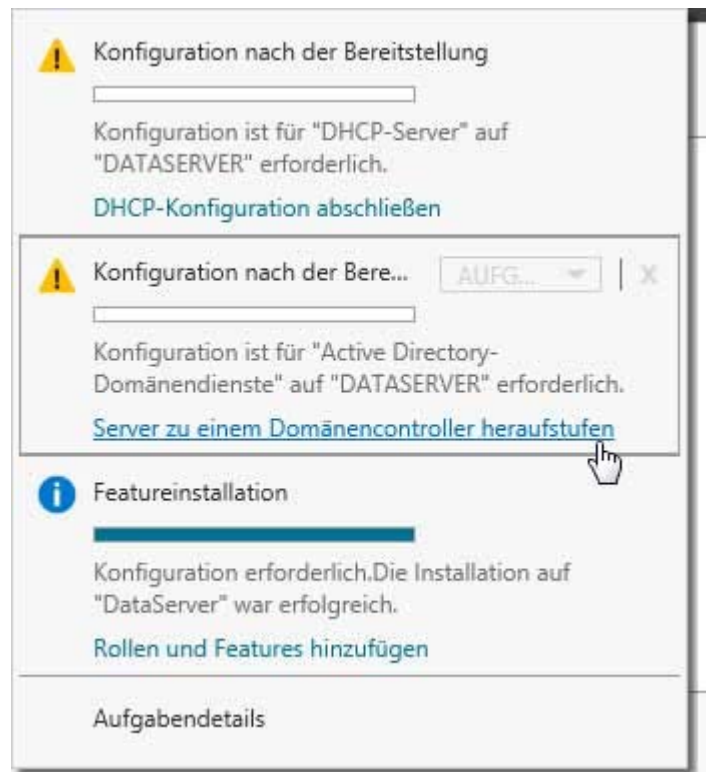 Konfiguration nach der Bereitstellung
Konfiguration ist für "DHCP-Server" auf
"DATASERVER" erforderlich.
DHCP-Konfiguration abschließen
Konfiguration nach der Bere... AUFG... X
Konfiguration ist für "Active Directory-
Domänendienste" auf "DATASERVER" erforderlich.
Server zu einem Domänencontroller heraufstufen
Featureinstallation
Konfiguration erforderlich.Die Installation auf
"DataServer" war erfolgreich.
Rollen und Features hinzufügen
Aufgabendetails